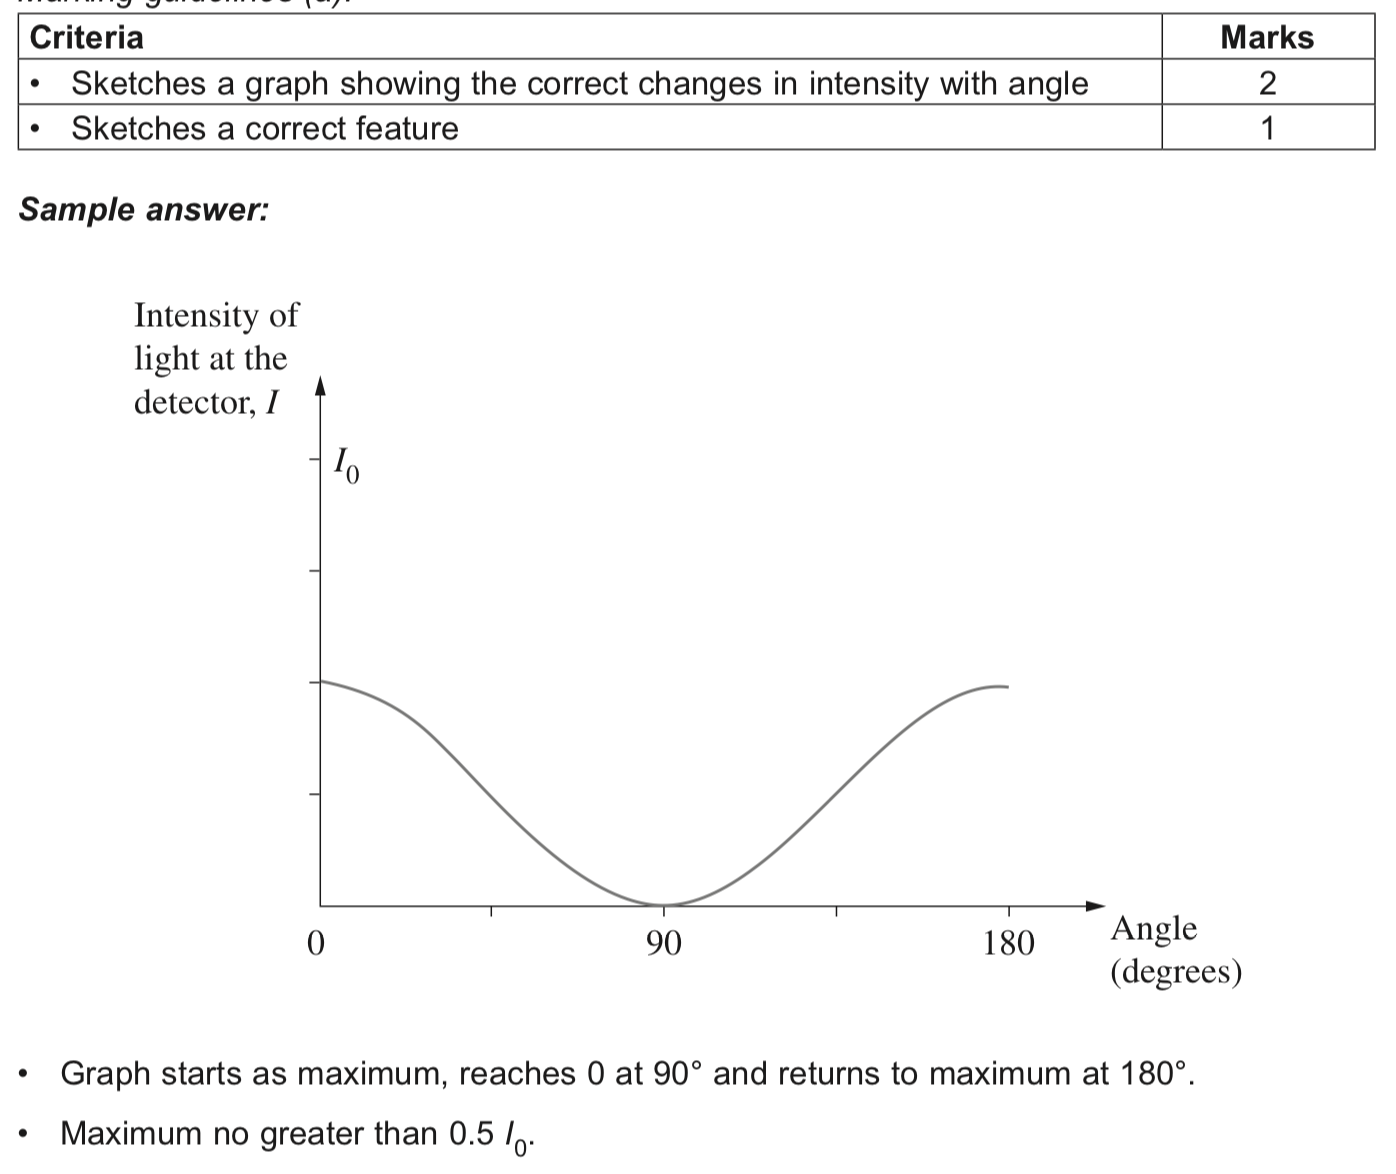 Marking guidelines (a):
Criteria Marks
• Sketches a graph showing the correct changes in intensity with angle 2
• Sketches a correct feature 1
Sample answer:
Intensity of
light at the
detector, I
I₀
0 90 180 Angle
(degrees)
• Graph starts as maximum, reaches 0 at 90° and returns to maximum at 180°.
• Maximum no greater than 0.5 I₀.